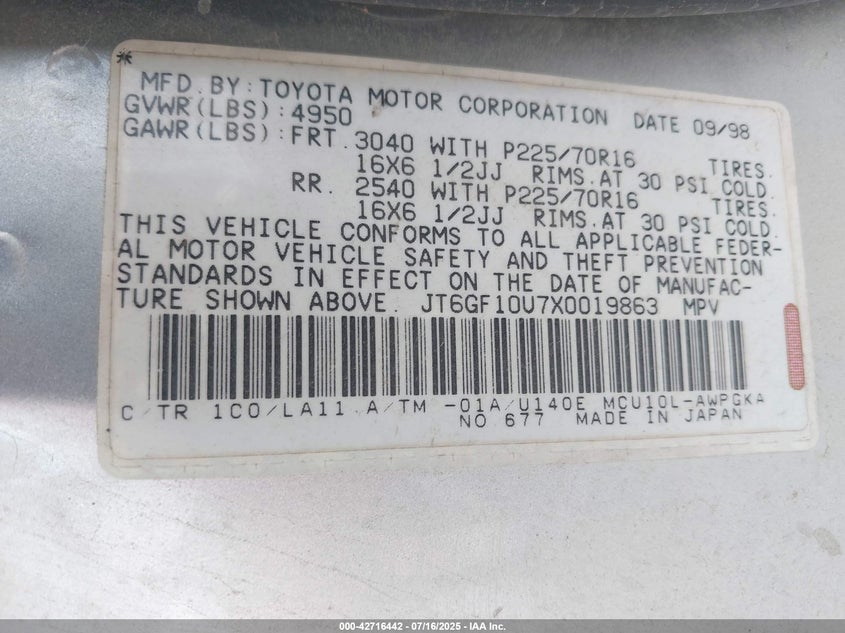 *
MFD.BY:TOYOTA MOTOR CORPORATION DATE 09/98
GVWR(LBS):4950
GAWR(LBS):FRT.3040 WITH P225/70R16 TIRES.
16X6 1/2JJ RIMS.AT 30 PSI COLD.
RR. 2540 WITH P225/70R16 TIRES.
16X6 1/2JJ RIMS.AT 30 PSI COLD.
THIS VEHICLE CONFORMS TO ALL APPLICABLE FEDER-
AL MOTOR VEHICLE SAFETY AND THEFT PREVENTION
STANDARDS IN EFFECT ON THE DATE OF MANUFAC-
TURE SHOWN ABOVE. JT6GF10U7X0019863 MPV
C/TR 1C0/LA11 A/TM -01A/U140E MCU10L-AWPGKA
NO.677 MADE IN JAPAN
000-42716442 - 07/16/2025 - IAA Inc.